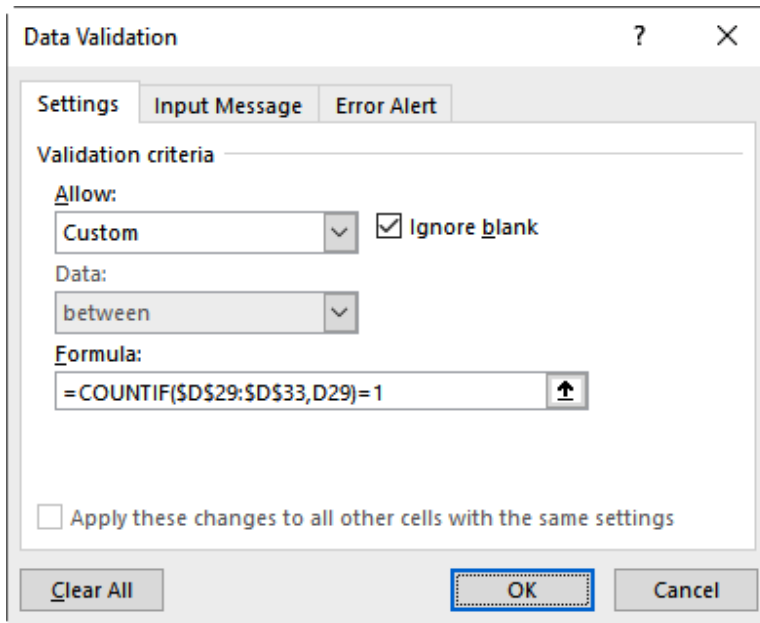 Data Validation ? ×
Settings Input Message Error Alert
Validation criteria
Allow:
Custom Ignore blank
Data:
between
Formula:
=COUNTIF($D$29:$D$33,D29)=1
Apply these changes to all other cells with the same settings
Clear All OK Cancel